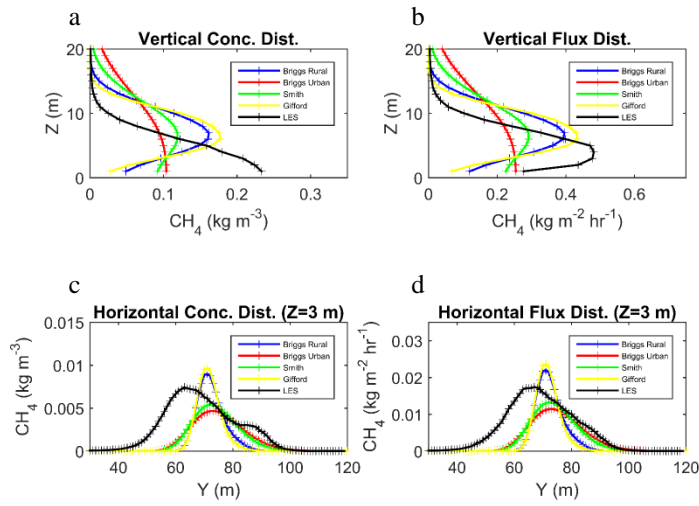 a
b
Vertical Conc. Dist.
Vertical Flux Dist.
20
10
0
Z (m)
Briggs Rural
Briggs Urban
Smith
Gifford
LES
0
0.1
0.2
0.3
CH4 (kg m-3)
20
10
0
Z (m)
Briggs Rural
Briggs Urban
Smith
Gifford
LES
0
0.2
0.4
0.6
CH4 (kg m-2 hr-1)
c
d
Horizontal Conc. Dist. (Z=3 m)
Horizontal Flux Dist. (Z=3 m)
0.015
0.01
0.005
0
CH4 (kg m-3)
Briggs Rural
Briggs Urban
Smith
Gifford
LES
40
60
80
100
120
Y (m)
0.03
0.02
0.01
0
CH4 (kg m-2 hr-1)
Briggs Rural
Briggs Urban
Smith
Gifford
LES
40
60
80
100
120
Y (m)